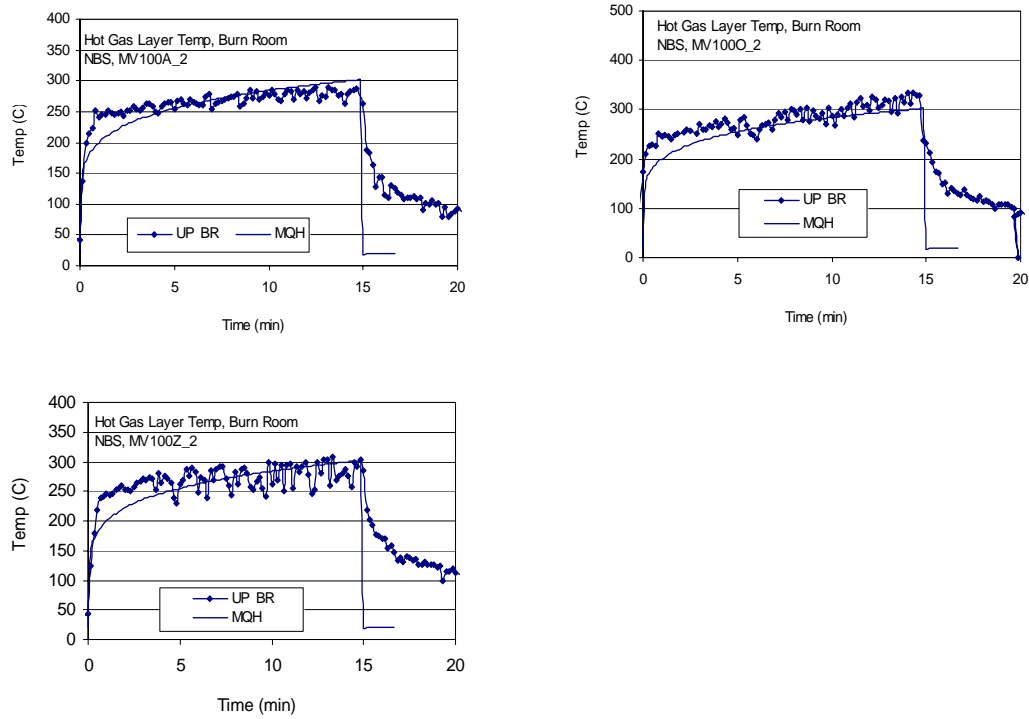 400
350
300
250
200
150
100
50
0
Temp (C)
Hot Gas Layer Temp, Burn Room
NBS, MV100A_2
UP BR MQH
0 5 10 15 20
Time (min)
500
400
300
200
100
0
Temp (C)
Hot Gas Layer Temp, Burn Room
NBS, MV100O_2
UP BR
MQH
0 5 10 15 20
Time (min)
400
350
300
250
200
150
100
50
0
Temp (C)
Hot Gas Layer Temp, Burn Room
NBS, MV100Z_2
UP BR
MQH
0 5 10 15 20
Time (min)